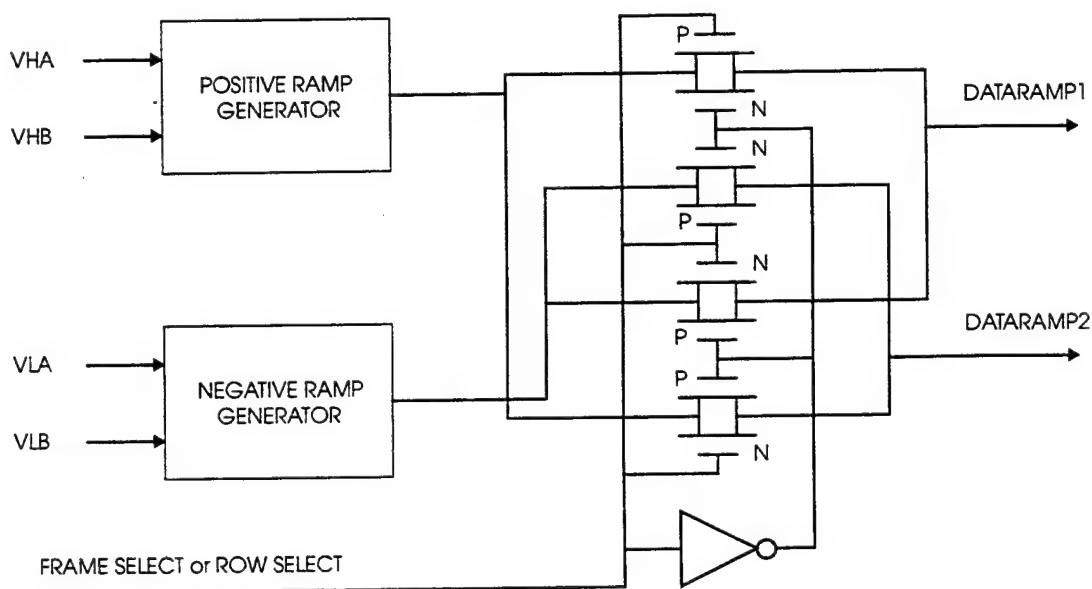 P
VHA
POSITIVE RAMP
GENERATOR
VHB
N
DATARAMP1
N
P
N
DATARAMP2
P
VLA
P
NEGATIVE RAMP
GENERATOR
VLB
N
FRAME SELECT or ROW SELECT